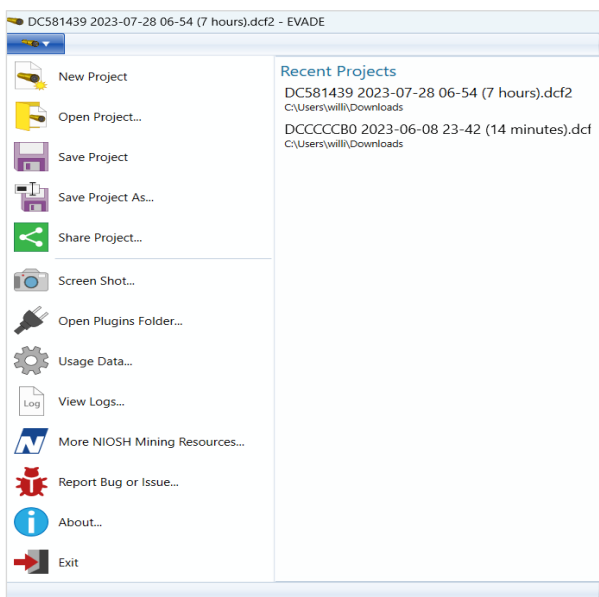 DC581439 2023-07-28 06-54 (7 hours).dcf2 - EVADE
New Project
Open Project...
Save Project
Save Project As...
Share Project...
Screen Shot...
Open Plugins Folder...
Usage Data...
Log
View Logs...
More NIOSH Mining Resources...
Report Bug or Issue...
About...
Exit
Recent Projects
DC581439 2023-07-28 06-54 (7 hours).dcf2
C:\Users\willi\Downloads
DCCCCCB0 2023-06-08 23-42 (14 minutes).dcf
C:\Users\willi\Downloads